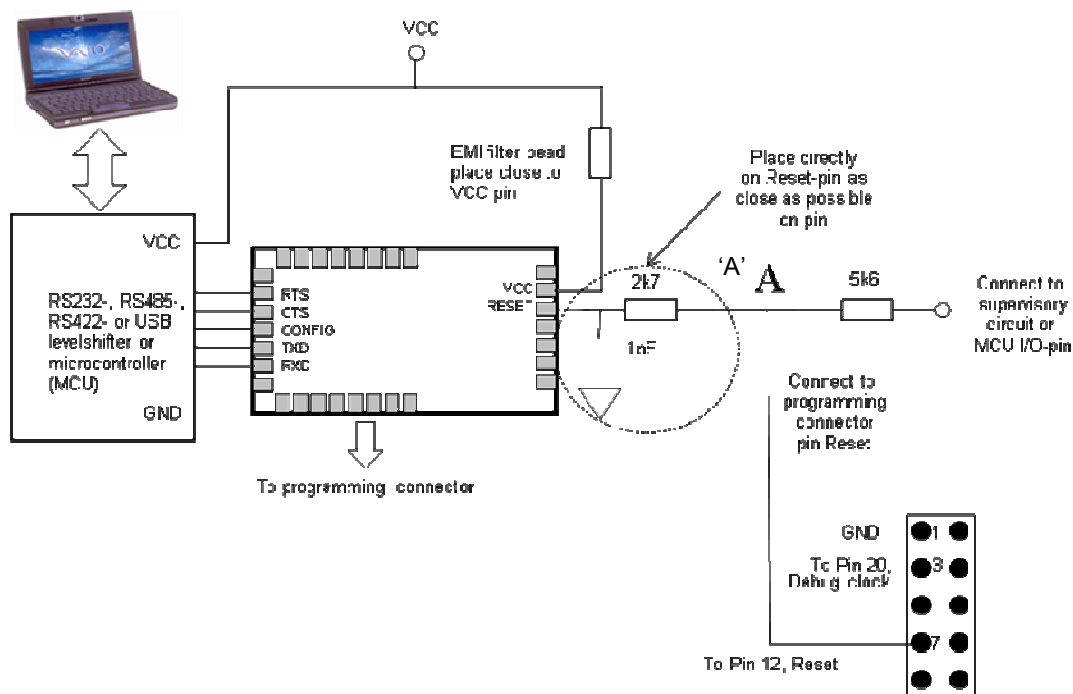 VAIO
VCC
EMI filter bead
place close to
VCC pin
Place directly
on Reset-pin as
close as possible
on pin
VCC
RS232-, RS485-,
RS422- or USB
levelshifter or
microcontroller
(MCU)
GND
RTS
CTS
CONFIG
TXD
RXD
VCC
RESET
2k7
1nF
'A'
A
5k6
Connect to
supervisory
circuit or
MCU I/O-pin
Connect to
programming
connector
pin Reset
To programming connector
GND
1
To Pin 20,
Debug clock
3
7
To Pin 12, Reset